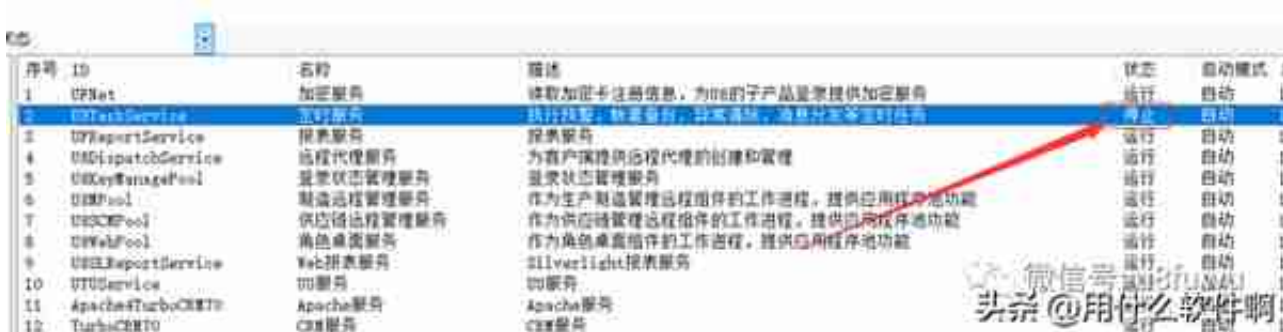 状态
序号 ID 名称 描述 状态 启动模式
1 UFNet 加密服务 读取加密卡注册信息，为U8的子产品登录提供加密服务 运行 自动
2 U8TaskService 定时服务 执行预警，数据备份，异常清除，消息分发等定时任务 停止 自动
3 UFReportService 报表服务 报表服务 运行 自动
4 U8DispatchService 远程代理服务 为客户端提供远程代理的创建和管理 运行 自动
5 U8KeyManagePool 登录状态管理服务 登录状态管理服务 运行 自动
6 U8MPool 制造远程管理服务 作为生产制造管理远程组件的工作进程，提供应用程序池功能 运行 自动
7 U8SCMPool 供应链远程管理服务 作为供应链管理远程组件的工作进程，提供应用程序池功能 运行 自动
8 U8WebPool 角色桌面服务 作为角色桌面组件的工作进程，提供应用程序池功能 运行 自动
9 U8SLReportService Web报表服务 Silverlight报表服务 运行 自动
10 UTUService UU服务 UU服务 运行 自动
11 Apache4TurboCRM70 Apache服务 Apache服务
12 TurboCRM70 CRM服务 CRM服务 运行 自动
微信号
头条 @用什么软件啊